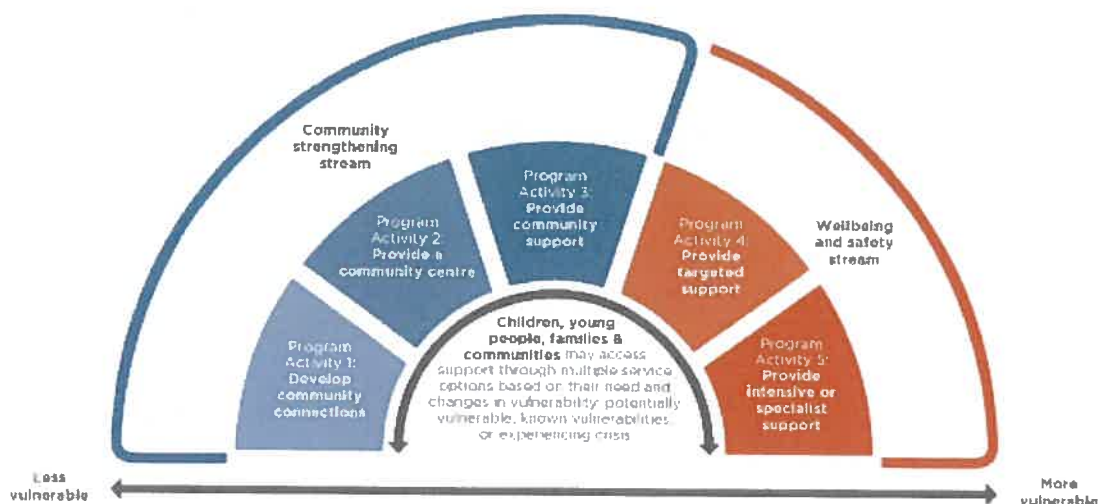 Community
strengthening
stream
Program
Activity 1:
Develop
community
connections
Program
Activity 2:
Provide a
community centre
Program
Activity 3:
Provide
community
support
Program
Activity 4:
Provide
targeted
support
Program
Activity 5:
Provide
intensive or
specialist
support
Wellbeing
and safety
stream
Children, young
people, families &
communities may access
support through multiple service
options based on their need and
changes in vulnerability: potentially
vulnerable, known vulnerabilities,
or experiencing crisis
Less
vulnerable
More
vulnerable